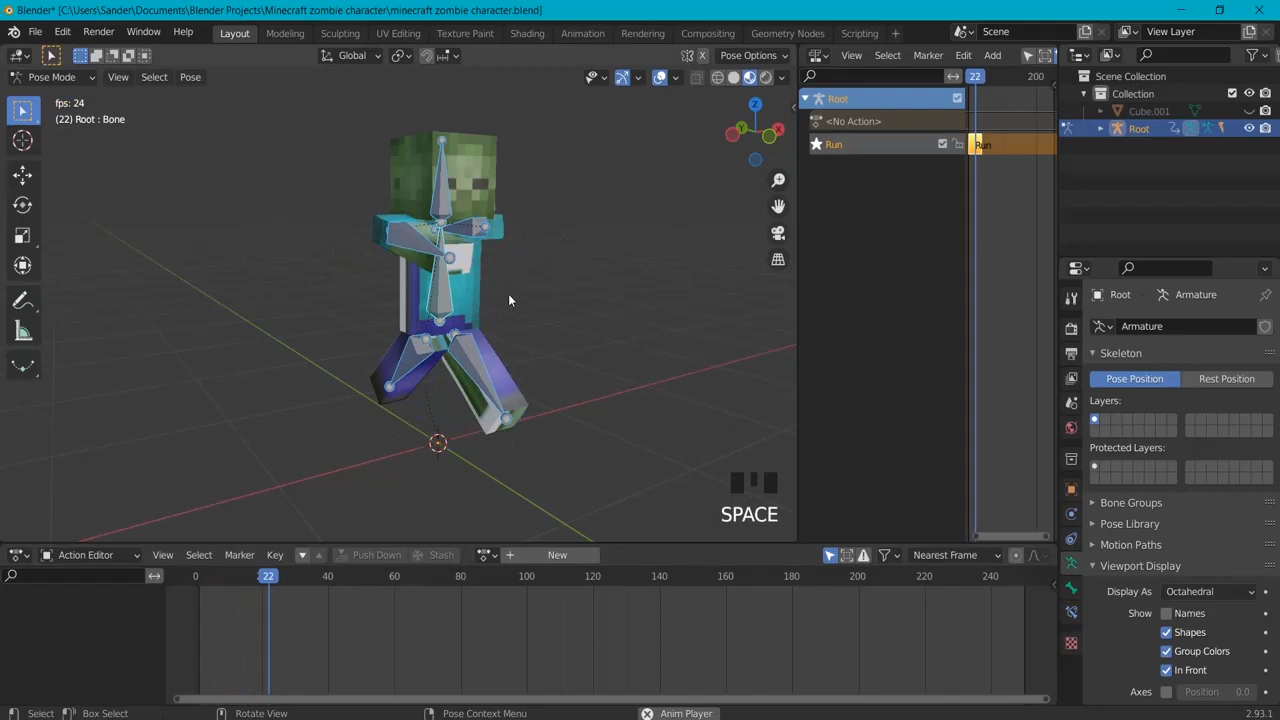 Blender* [C:\Users\Sander\Documents\Blender Projects\Minecraft zombie character\minecraft zombie character.blend]
File Edit Render Window Help Layout Modeling Sculpting UV Editing Texture Paint Shading Animation Rendering Compositing Geometry Nodes Scripting + Scene View Layer
Global Pose Options View Select Marker Edit Add
Pose Mode View Select Pose 22 200
Scene Collection
Collection
Cube.001
Root
fps: 24
(22) Root : Bone
Root
<No Action>
Run Run
Z
Y X
Root Armature
Armature
Skeleton
Pose Position Rest Position
Layers:
Protected Layers:
Bone Groups
Pose Library
Motion Paths
Viewport Display
Display As Octahedral
Show Names
Shapes
Group Colors
In Front
Axes Position 0.0
SPACE
Action Editor View Select Marker Key Push Down Stash + New Nearest Frame
0 22 40 60 80 100 120 140 160 180 200 220 240
Select Box Select Rotate View Pose Context Menu Anim Player 2.93.1